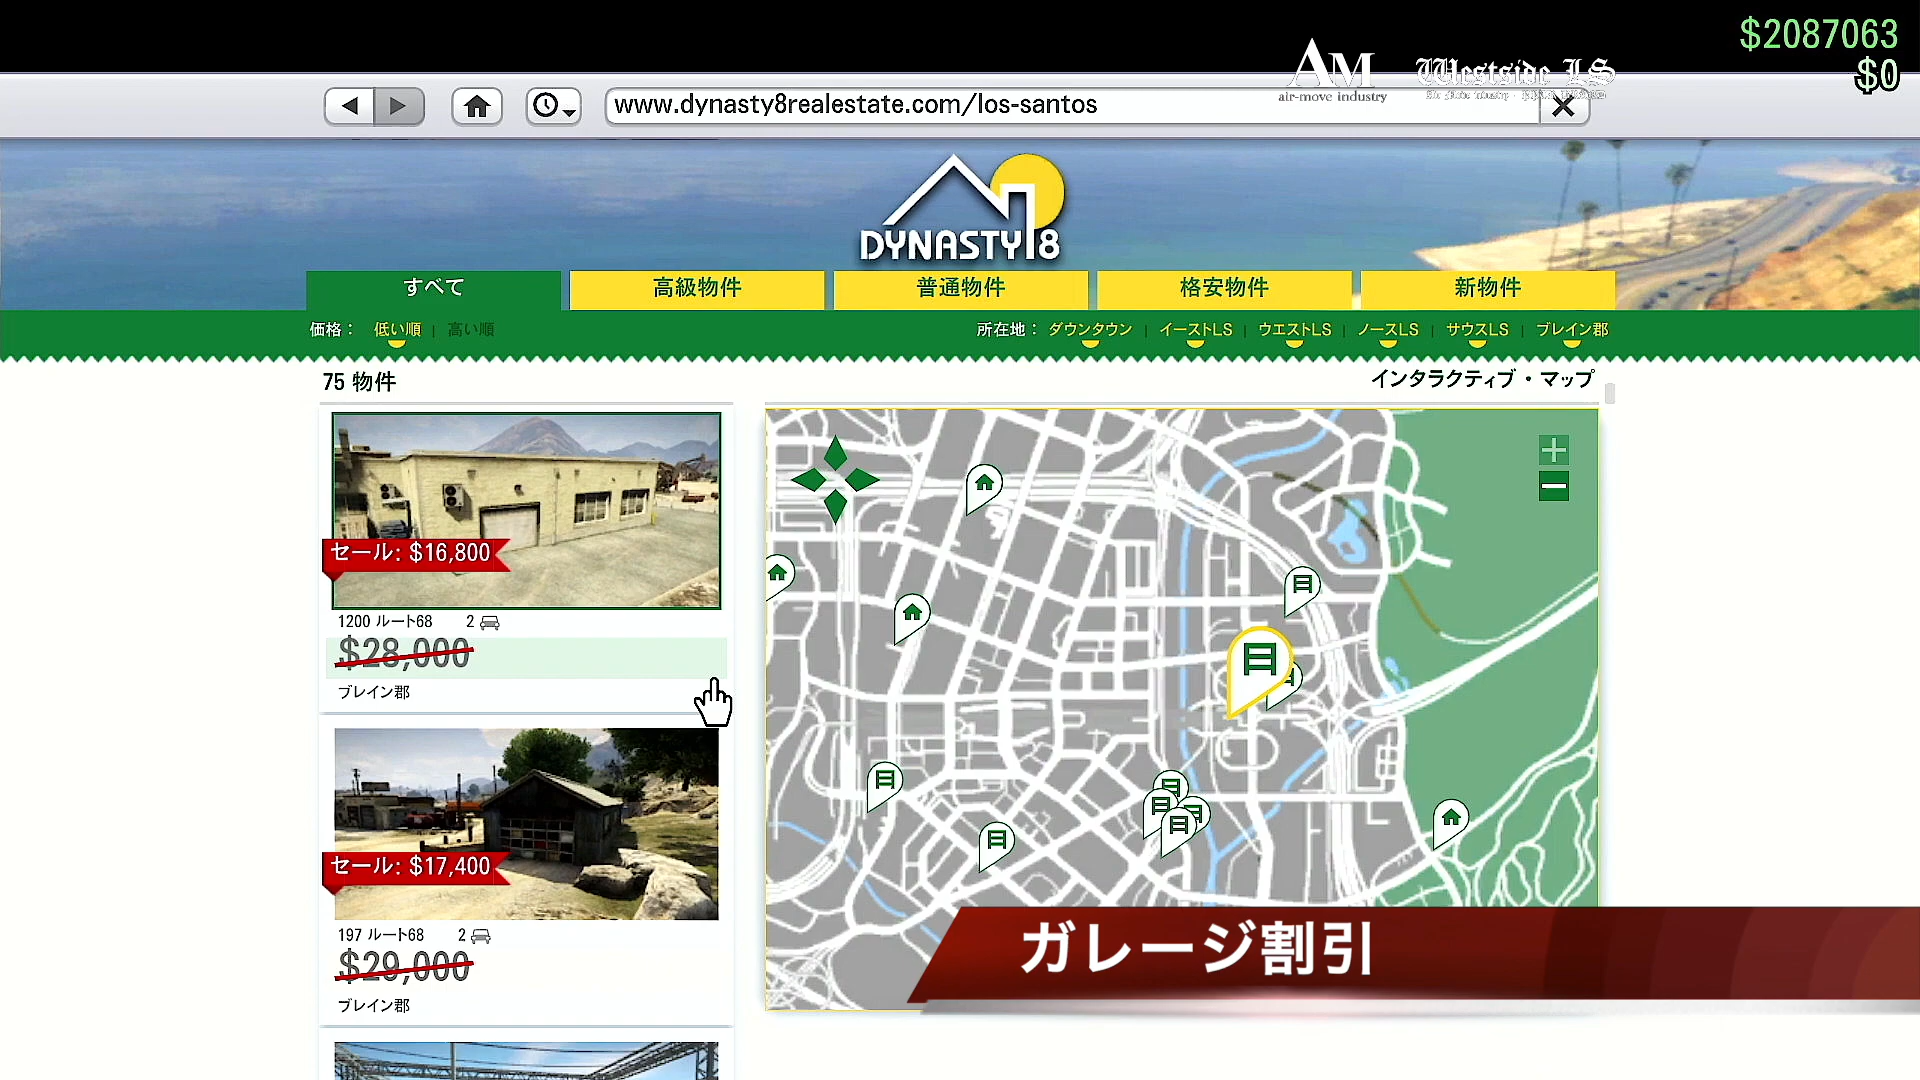 $2087063
$0
AM
air-move industry
Westside LS
www.dynasty8realestate.com/los-santos
DYNASTY 8
すべて
高級物件
普通物件
格安物件
新物件
価格： 低い順 | 高い順
所在地： ダウンタウン | イーストLS | ウエストLS | ノースLS | サウスLS | ブレイン郡
75 物件
インタラクティブ・マップ
セール: $16,800
1200 ルート68 2
$28,000
ブレイン郡
セール: $17,400
197 ルート68 2
$29,000
ブレイン郡
ガレージ割引